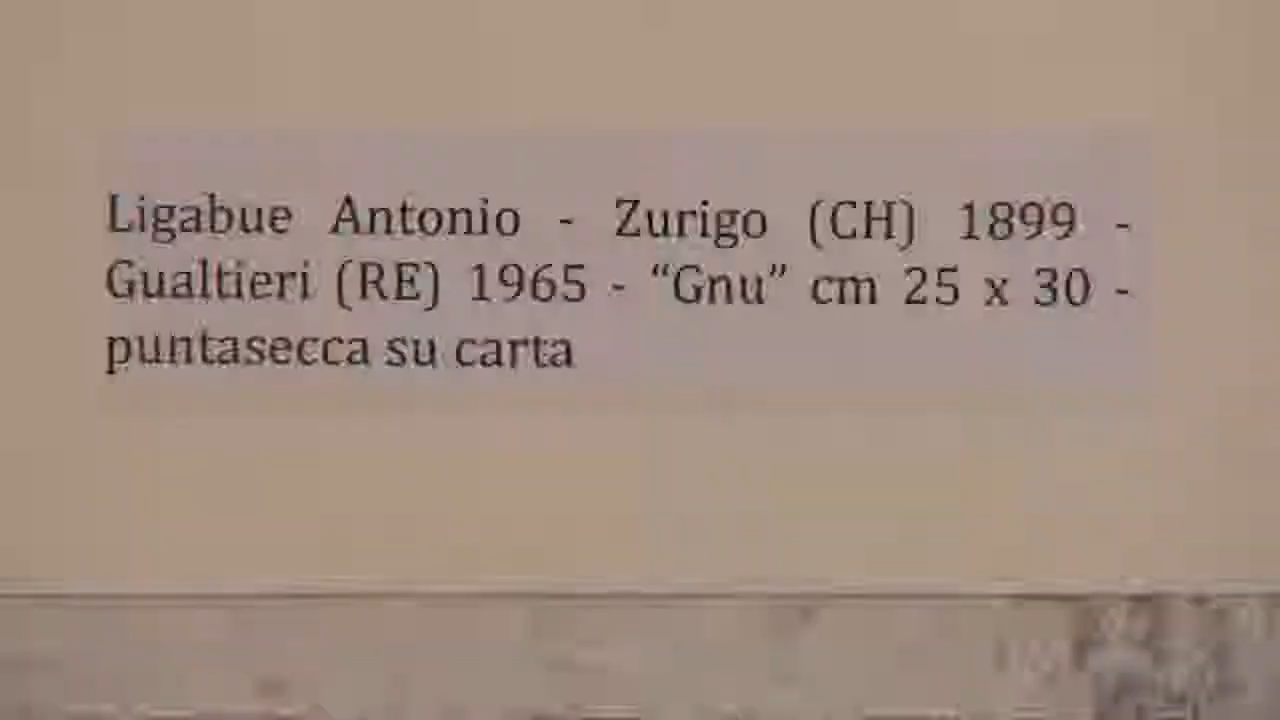 Ligabue Antonio - Zurigo (CH) 1899 -
Gualtieri (RE) 1965 - “Gnu” cm 25 x 30 -
puntasecca su carta